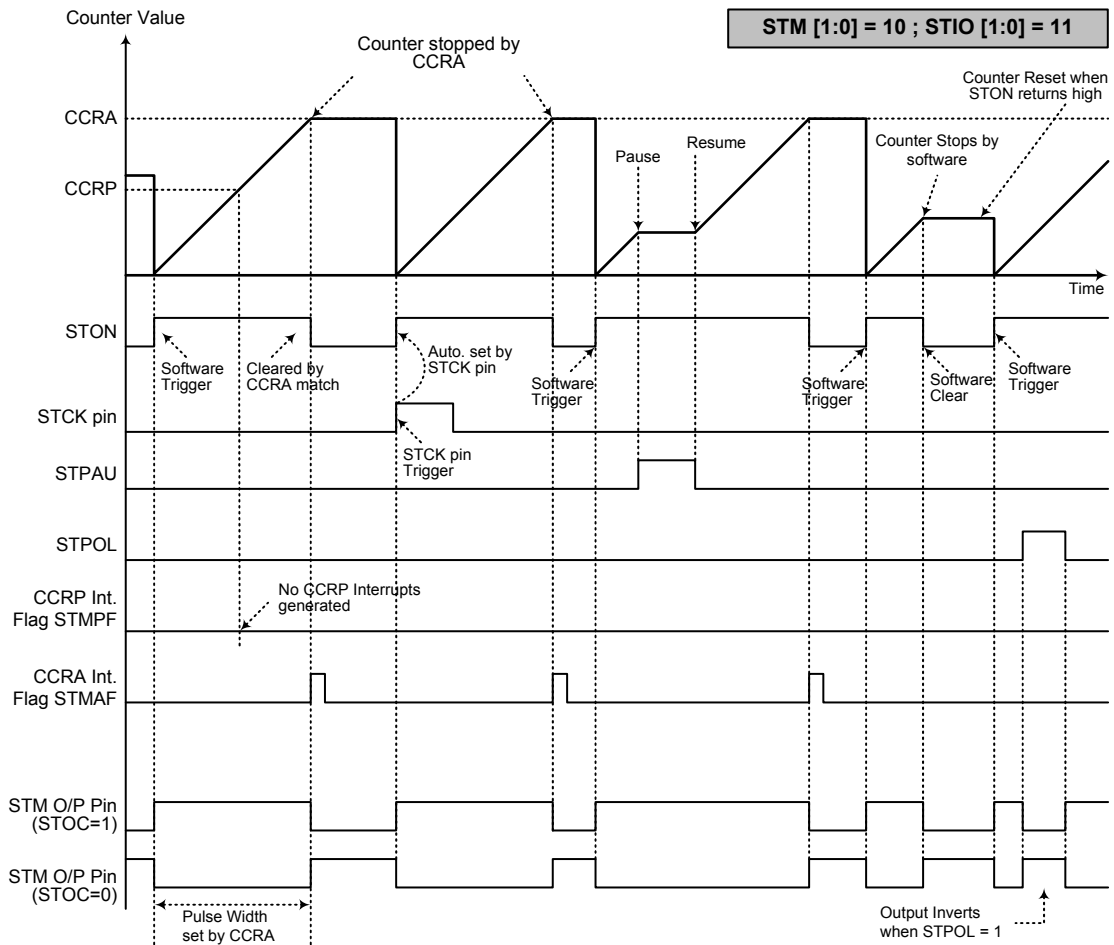 Counter Value
STM [1:0] = 10 ; STIO [1:0] = 11
Counter stopped by
CCRA
Counter Reset when
STON returns high
CCRA
Pause
Resume
Counter Stops by
software
CCRP
Time
STON
Software
Trigger
Cleared by
CCRA match
Auto. set by
STCK pin
Software
Trigger
Software
Trigger
Software
Clear
Software
Trigger
STCK pin
STCK pin
Trigger
STPAU
STPOL
CCRP Int.
Flag STMPF
No CCRP Interrupts
generated
CCRA Int.
Flag STMAF
STM O/P Pin
(STOC=1)
STM O/P Pin
(STOC=0)
Pulse Width
set by CCRA
Output Inverts
when STPOL = 1